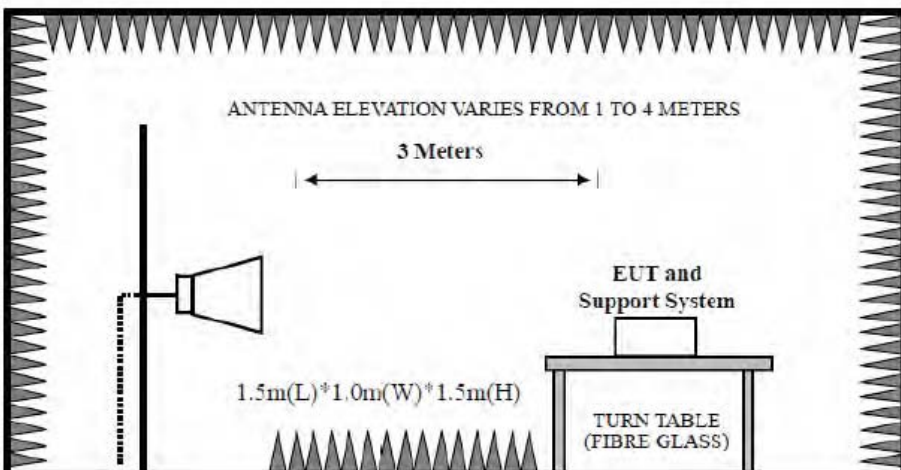 ANTENNA ELEVATION VARIES FROM 1 TO 4 METERS
3 Meters
EUT and
Support System
1.5m(L)*1.0m(W)*1.5m(H)
TURN TABLE
(FIBRE GLASS)